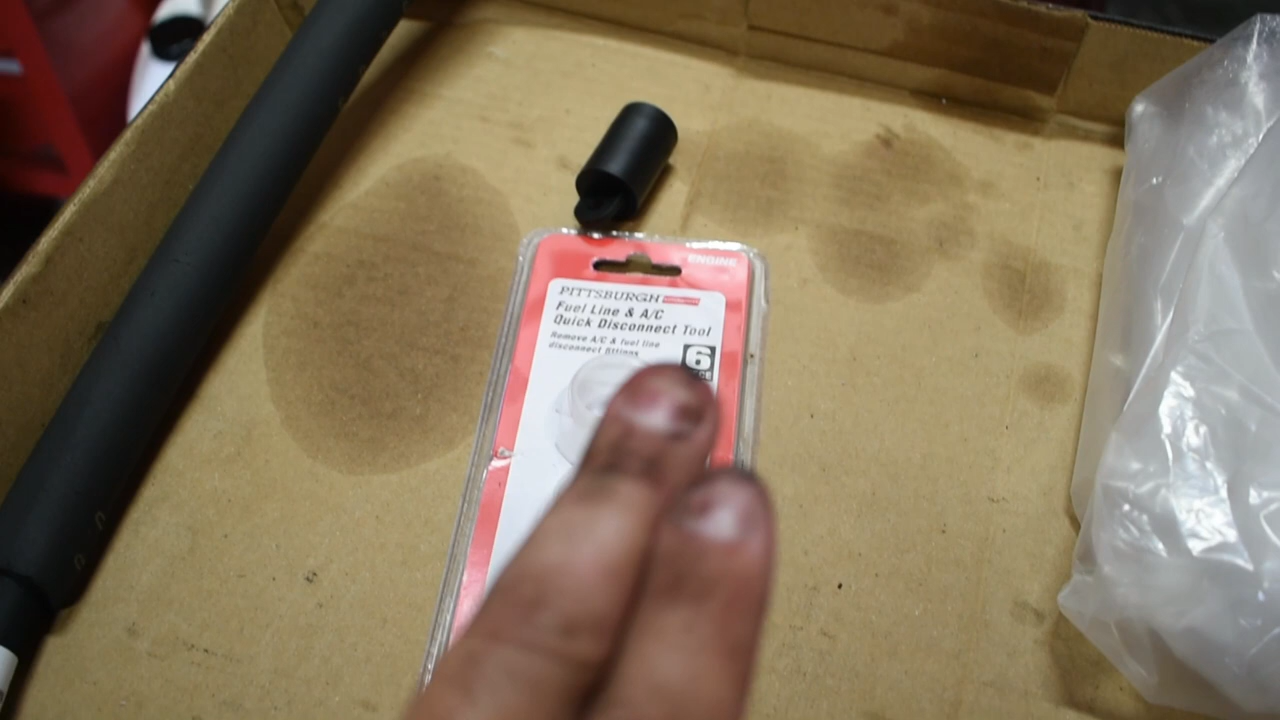 ENGINE
PITTSBURGH
Fuel Line & A/C
Quick Disconnect Tool
Remove A/C & fuel line
disconnect fittings
6